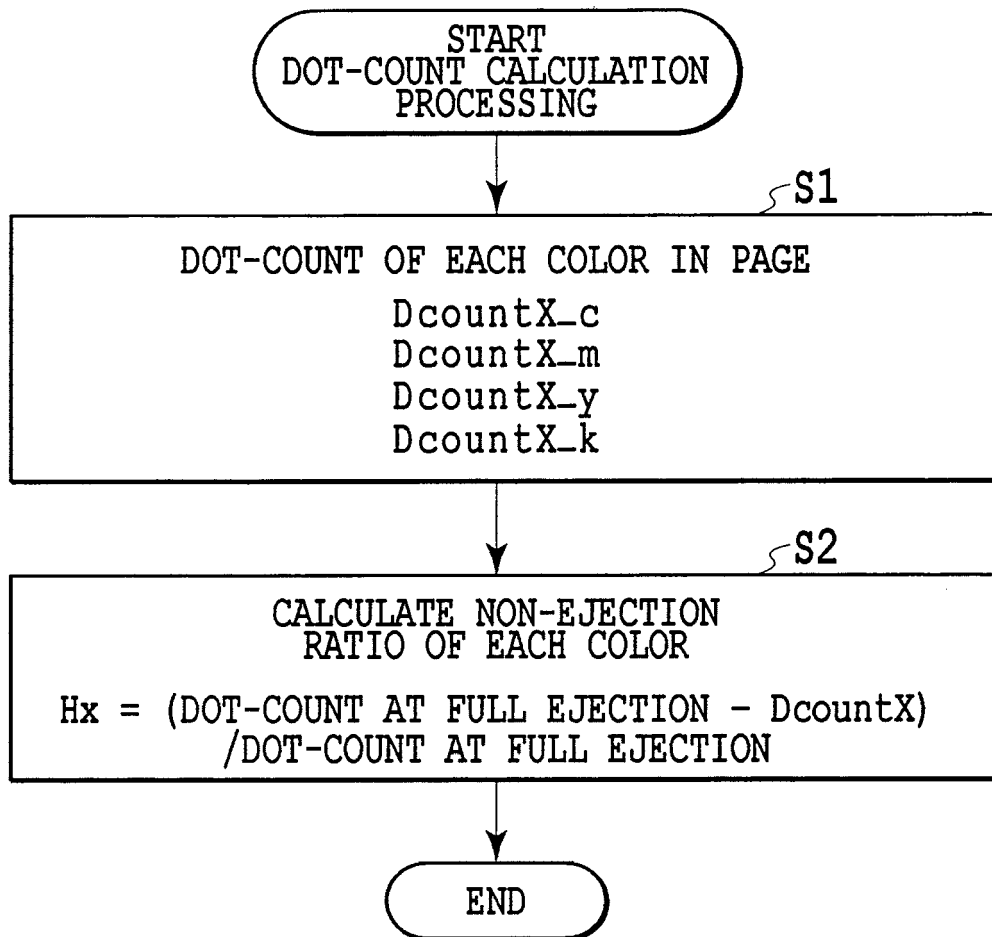 START
DOT-COUNT CALCULATION
PROCESSING
S1
DOT-COUNT OF EACH COLOR IN PAGE
DcountX_c
DcountX_m
DcountX_y
DcountX_k
S2
CALCULATE NON-EJECTION
RATIO OF EACH COLOR
Hx = (DOT-COUNT AT FULL EJECTION - DcountX)
/DOT-COUNT AT FULL EJECTION
END